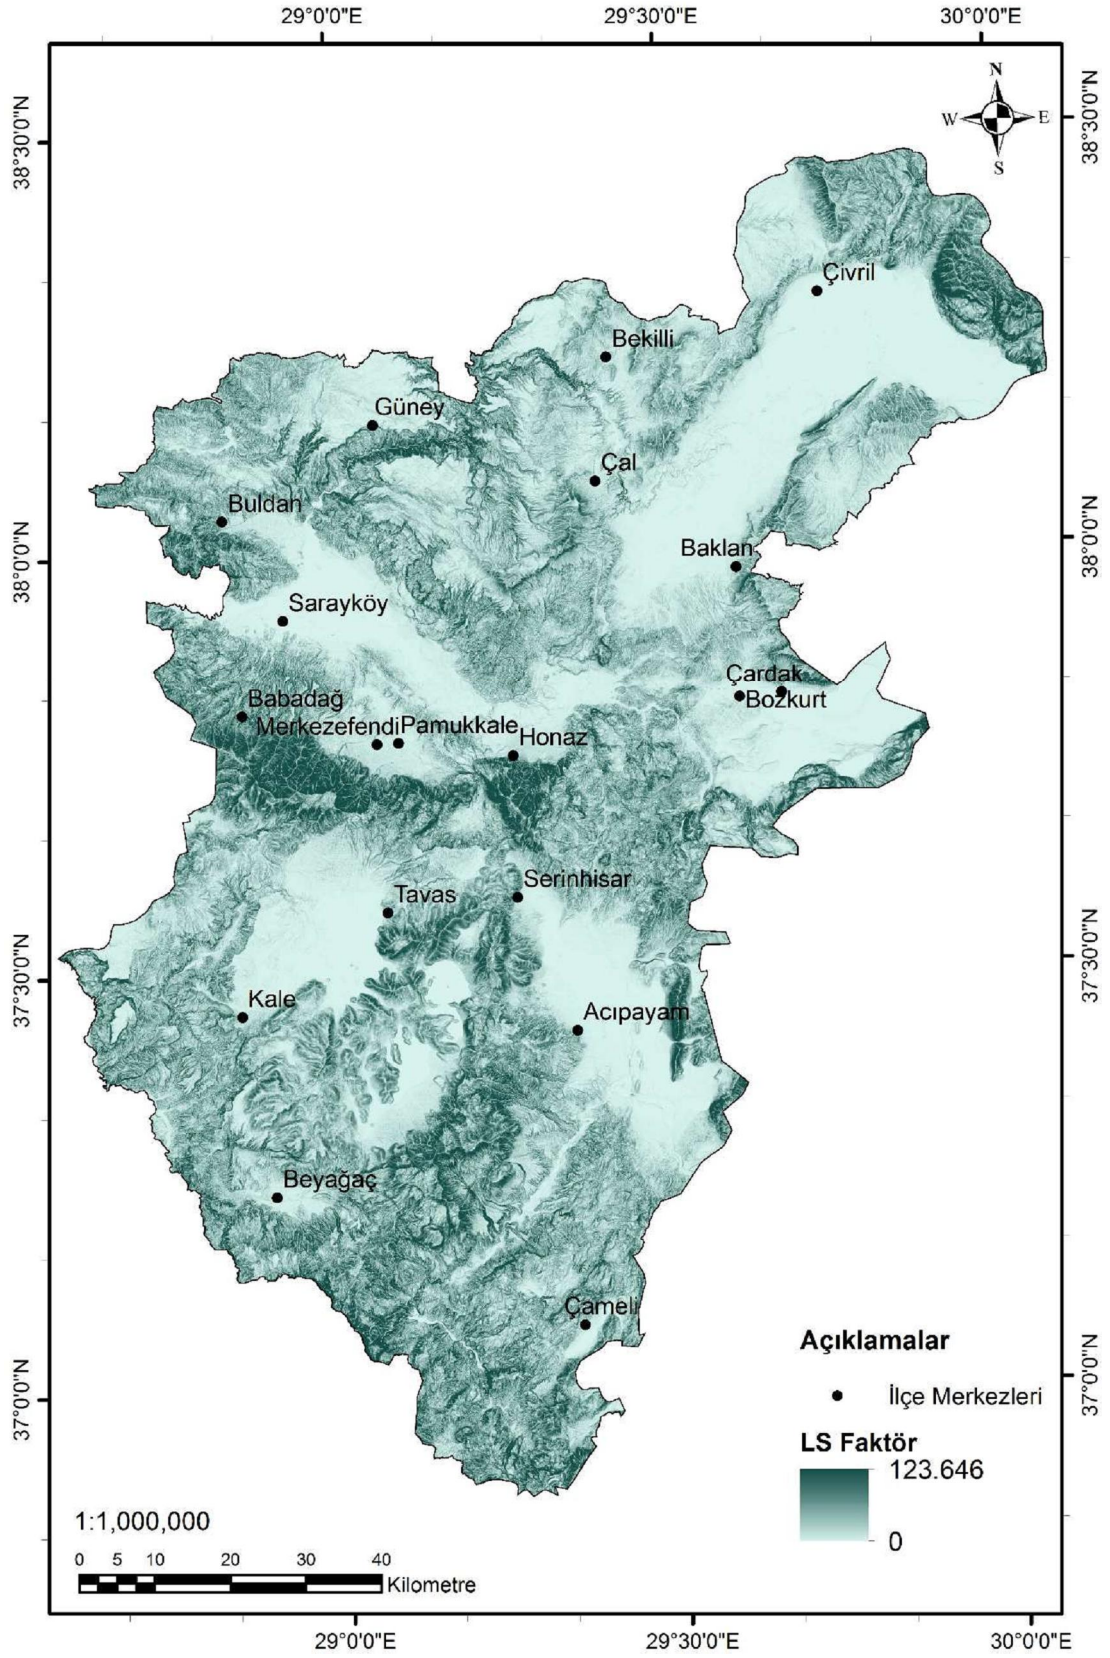 29°0'0"E 29°30'0"E 30°0'0"E
N
W E
S
38°30'0"N 38°30'0"N
Çivril
Bekilli
Güney
Çal
Buldan
38°0'0"N 38°0'0"N
Baklan
Sarayköy
Çardak
Babadağ Bozkurt
Merkezefendi Pamukkale
Honaz
Serinhisar
Tavas
37°30'0"N 37°30'0"N
Kale
Acıpayam
Beyağaç
Çameli
37°0'0"N 37°0'0"N
Açıklamalar
İlçe Merkezleri
LS Faktör
123.646
0
1:1,000,000
0 5 10 20 30 40
Kilometre
29°0'0"E 29°30'0"E 30°0'0"E